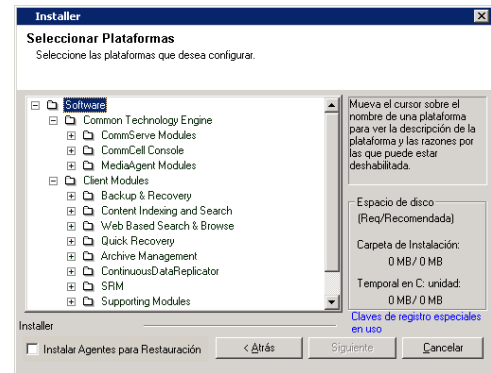 Installer
Seleccionar Plataformas
Seleccione las plataformas que desea configurar.
Software
Common Technology Engine
CommServe Modules
CommCell Console
MediaAgent Modules
Client Modules
Backup & Recovery
Content Indexing and Search
Web Based Search & Browse
Quick Recovery
Archive Management
ContinuousDataReplicator
SRM
Supporting Modules
Mueva el cursor sobre el
nombre de una plataforma
para ver la descripción de la
plataforma y las razones por
las que puede estar
deshabilitada.
Espacio de disco
(Req/Recomendada)
Carpeta de Instalación:
0 MB/ 0 MB
Temporal en C: unidad:
0 MB/ 0 MB
Claves de registro especiales
en uso
Installer
Instalar Agentes para Restauración
< Atrás
Siguiente
Cancelar